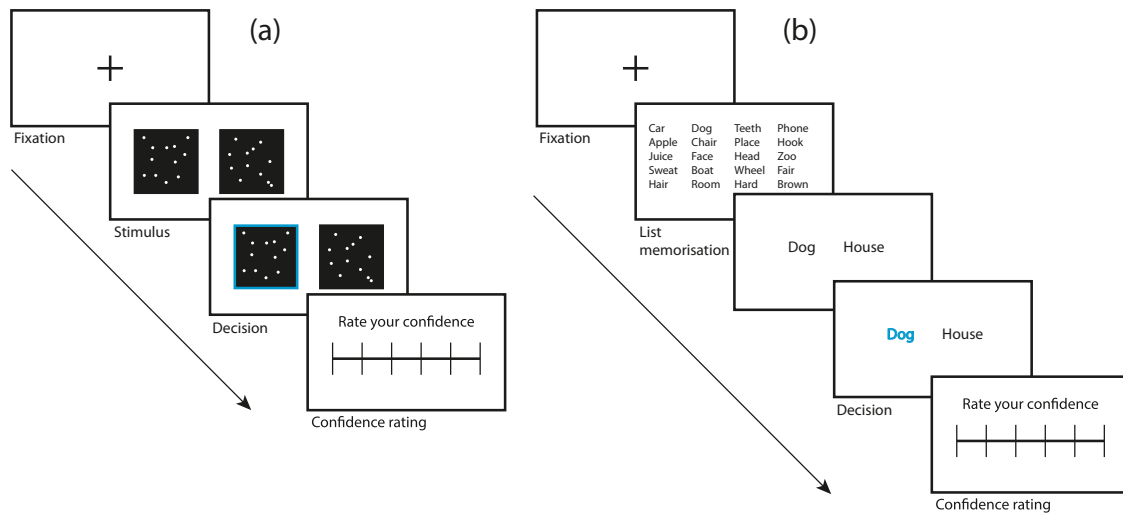 (a)
Fixation
Stimulus
Decision
Rate your confidence
Confidence rating
(b)
Fixation
Car Dog Teeth Phone
Apple Chair Place Hook
Juice Face Head Zoo
Sweat Boat Wheel Fair
Hair Room Hard Brown
List
memorisation
Dog House
Dog House
Decision
Rate your confidence
Confidence rating